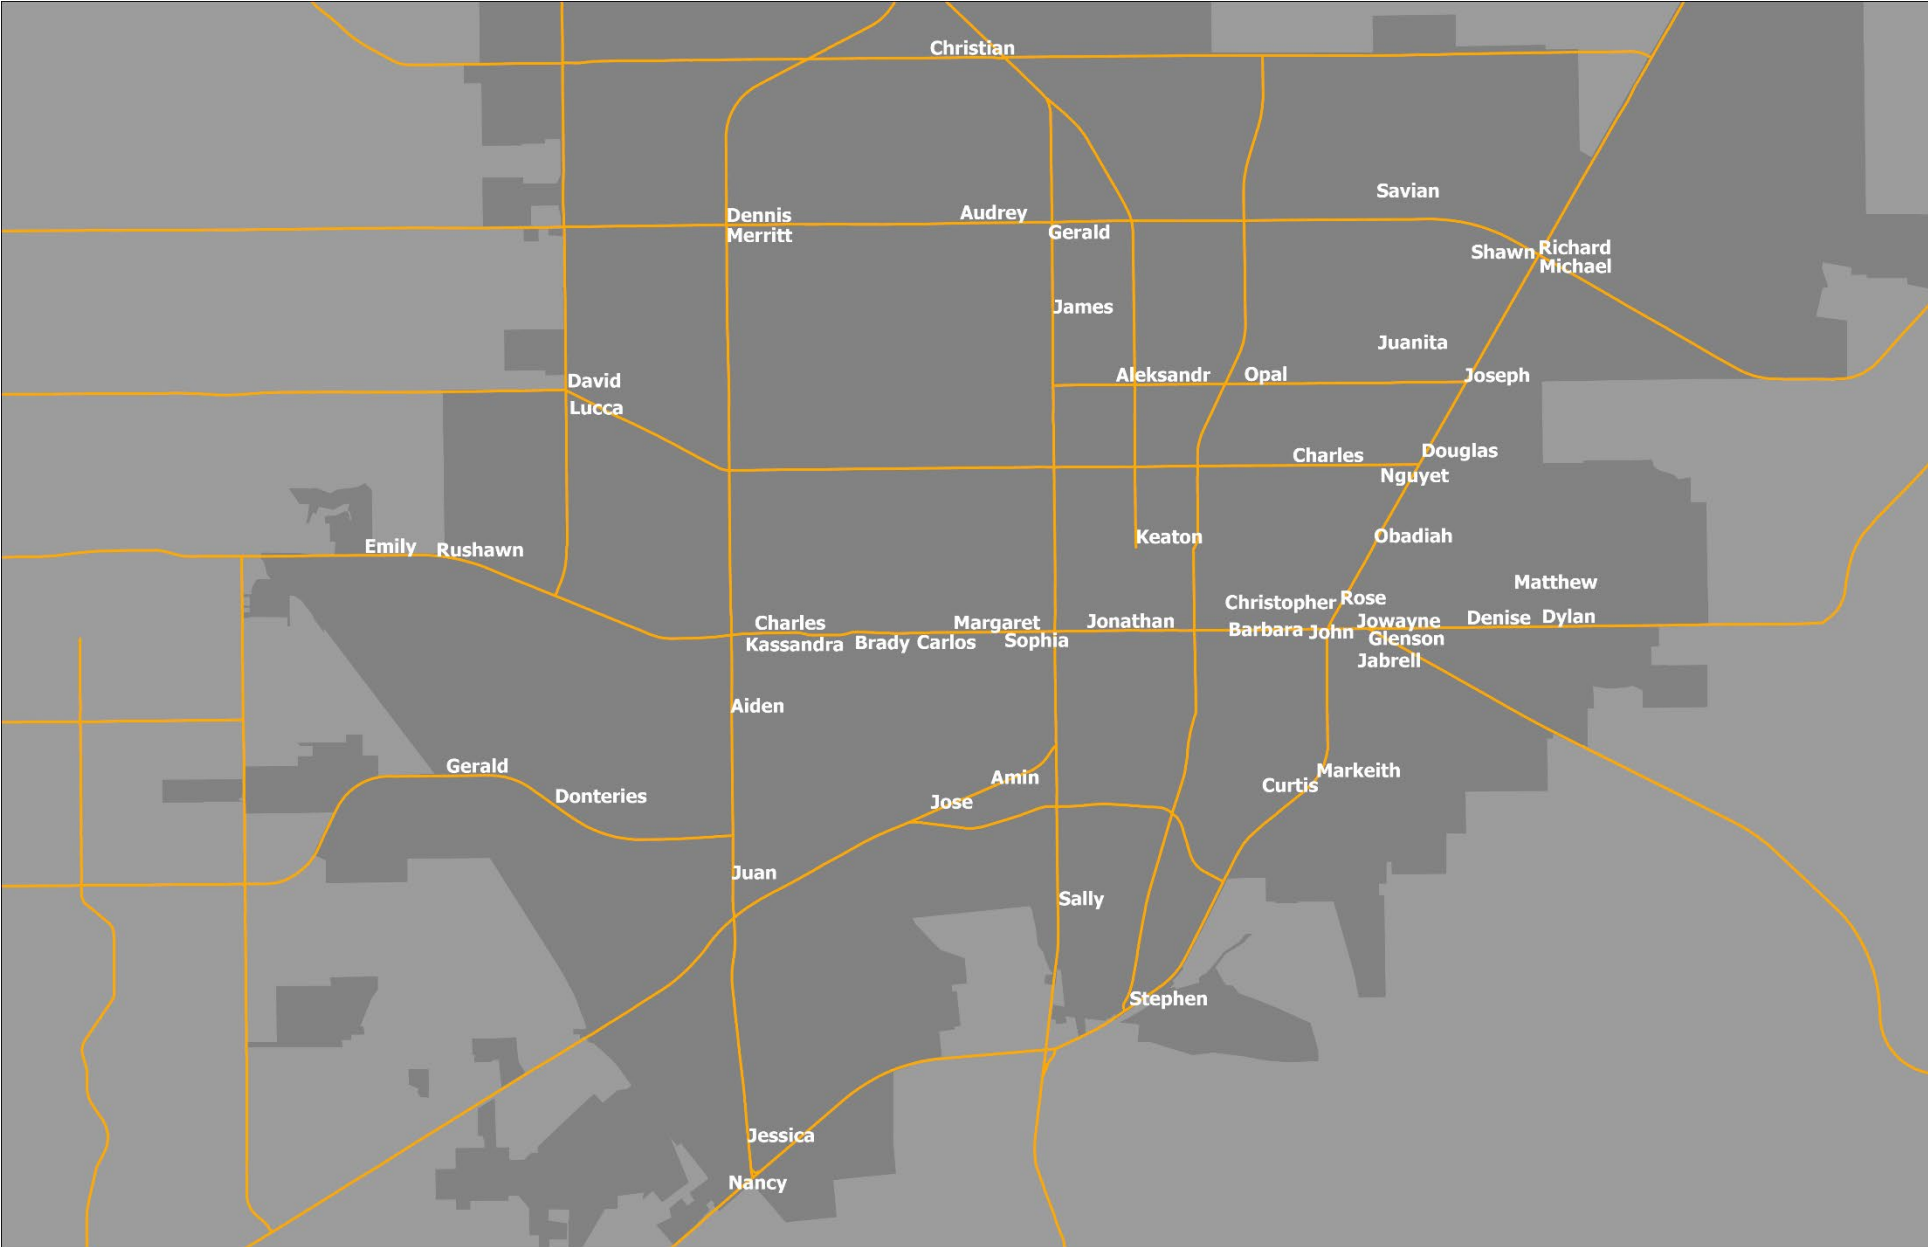 Christian
Savian
Dennis
Audrey
Merritt
Gerald
Shawn
Richard
Michael
James
Juanita
David
Aleksandr
Opal
Joseph
Lucca
Charles
Douglas
Nguyet
Keaton
Obadiah
Emily
Rushawn
Matthew
Christopher
Rose
Charles
Margaret
Jonathan
Jowayne
Denise
Dylan
Kassandra
Brady
Carlos
Sophia
Barbara
John
Glenson
Jabrell
Aiden
Gerald
Amin
Markeith
Donteries
Jose
Curtis
Juan
Sally
Stephen
Jessica
Nancy